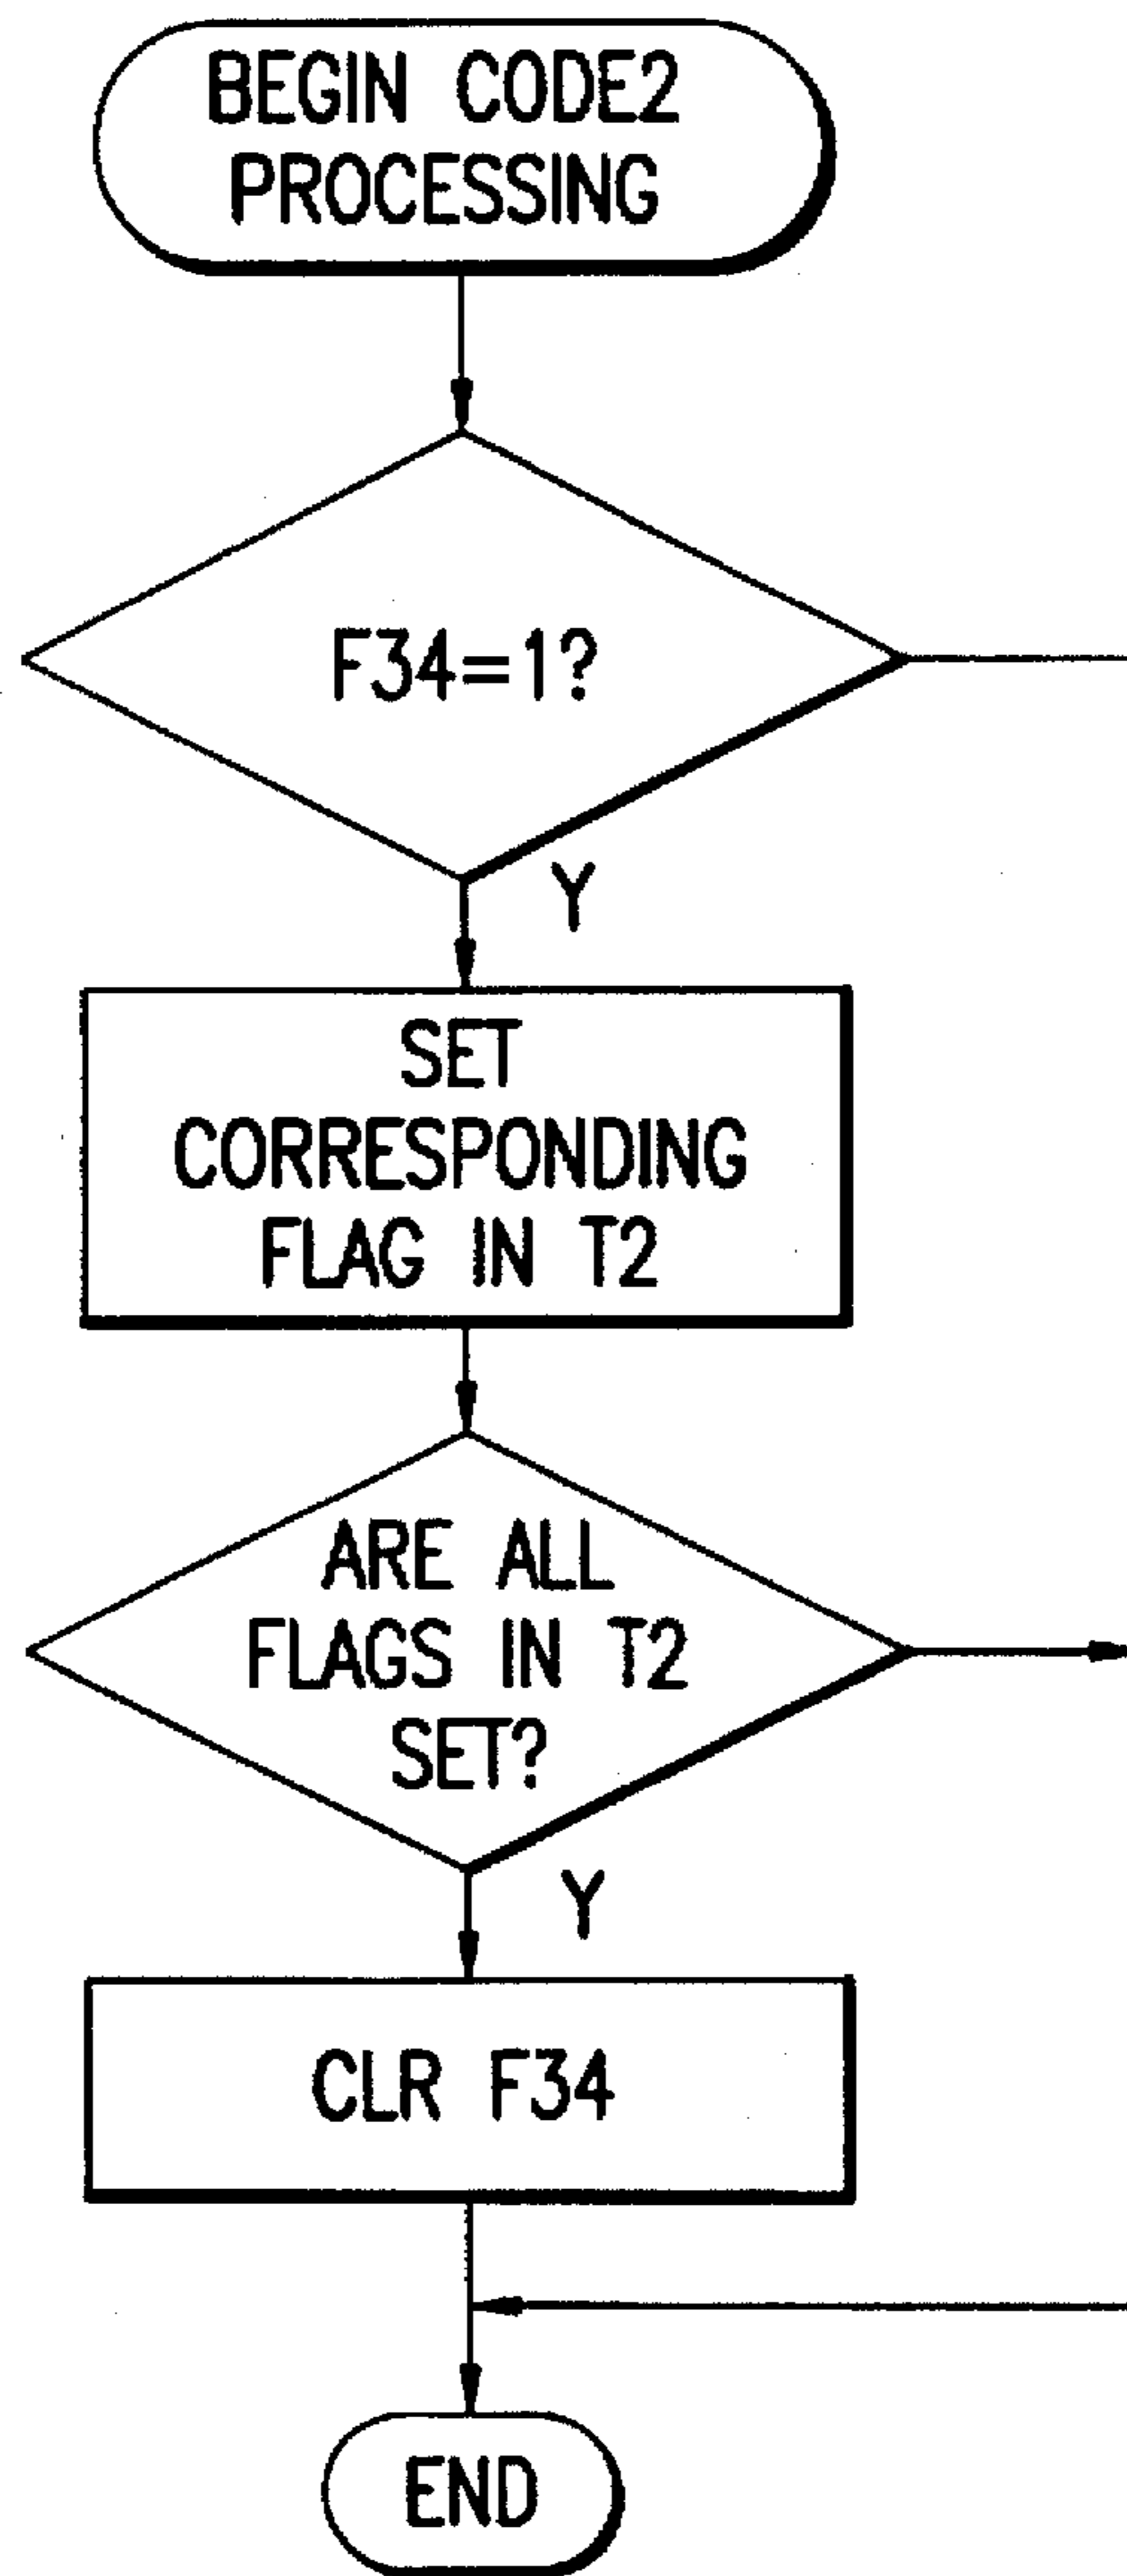 BEGIN CODE2
PROCESSING
F34=1?
Y
SET
CORRESPONDING
FLAG IN T2
ARE ALL
FLAGS IN T2
SET?
Y
CLR F34
END